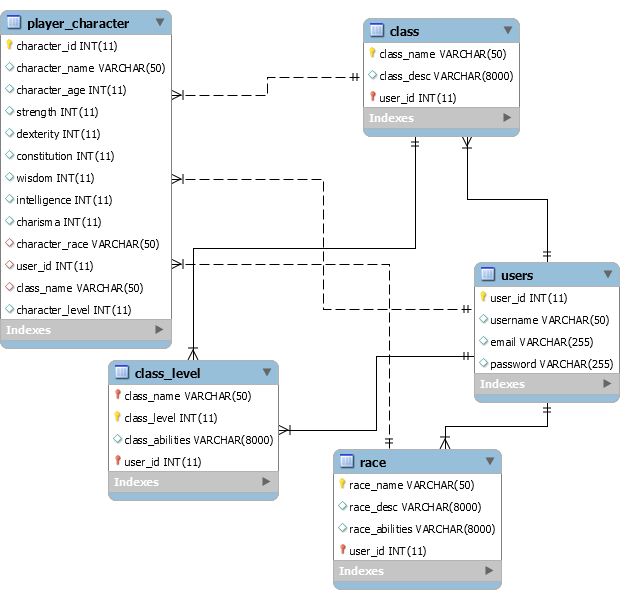 player_character
character_id INT(11)
character_name VARCHAR(50)
character_age INT(11)
strength INT(11)
dexterity INT(11)
constitution INT(11)
wisdom INT(11)
intelligence INT(11)
charisma INT(11)
character_race VARCHAR(50)
user_id INT(11)
class_name VARCHAR(50)
character_level INT(11)
Indexes
class
class_name VARCHAR(50)
class_desc VARCHAR(8000)
user_id INT(11)
Indexes
users
user_id INT(11)
username VARCHAR(50)
email VARCHAR(255)
password VARCHAR(255)
Indexes
class_level
class_name VARCHAR(50)
class_level INT(11)
class_abilities VARCHAR(8000)
user_id INT(11)
Indexes
race
race_name VARCHAR(50)
race_desc VARCHAR(8000)
race_abilities VARCHAR(8000)
user_id INT(11)
Indexes